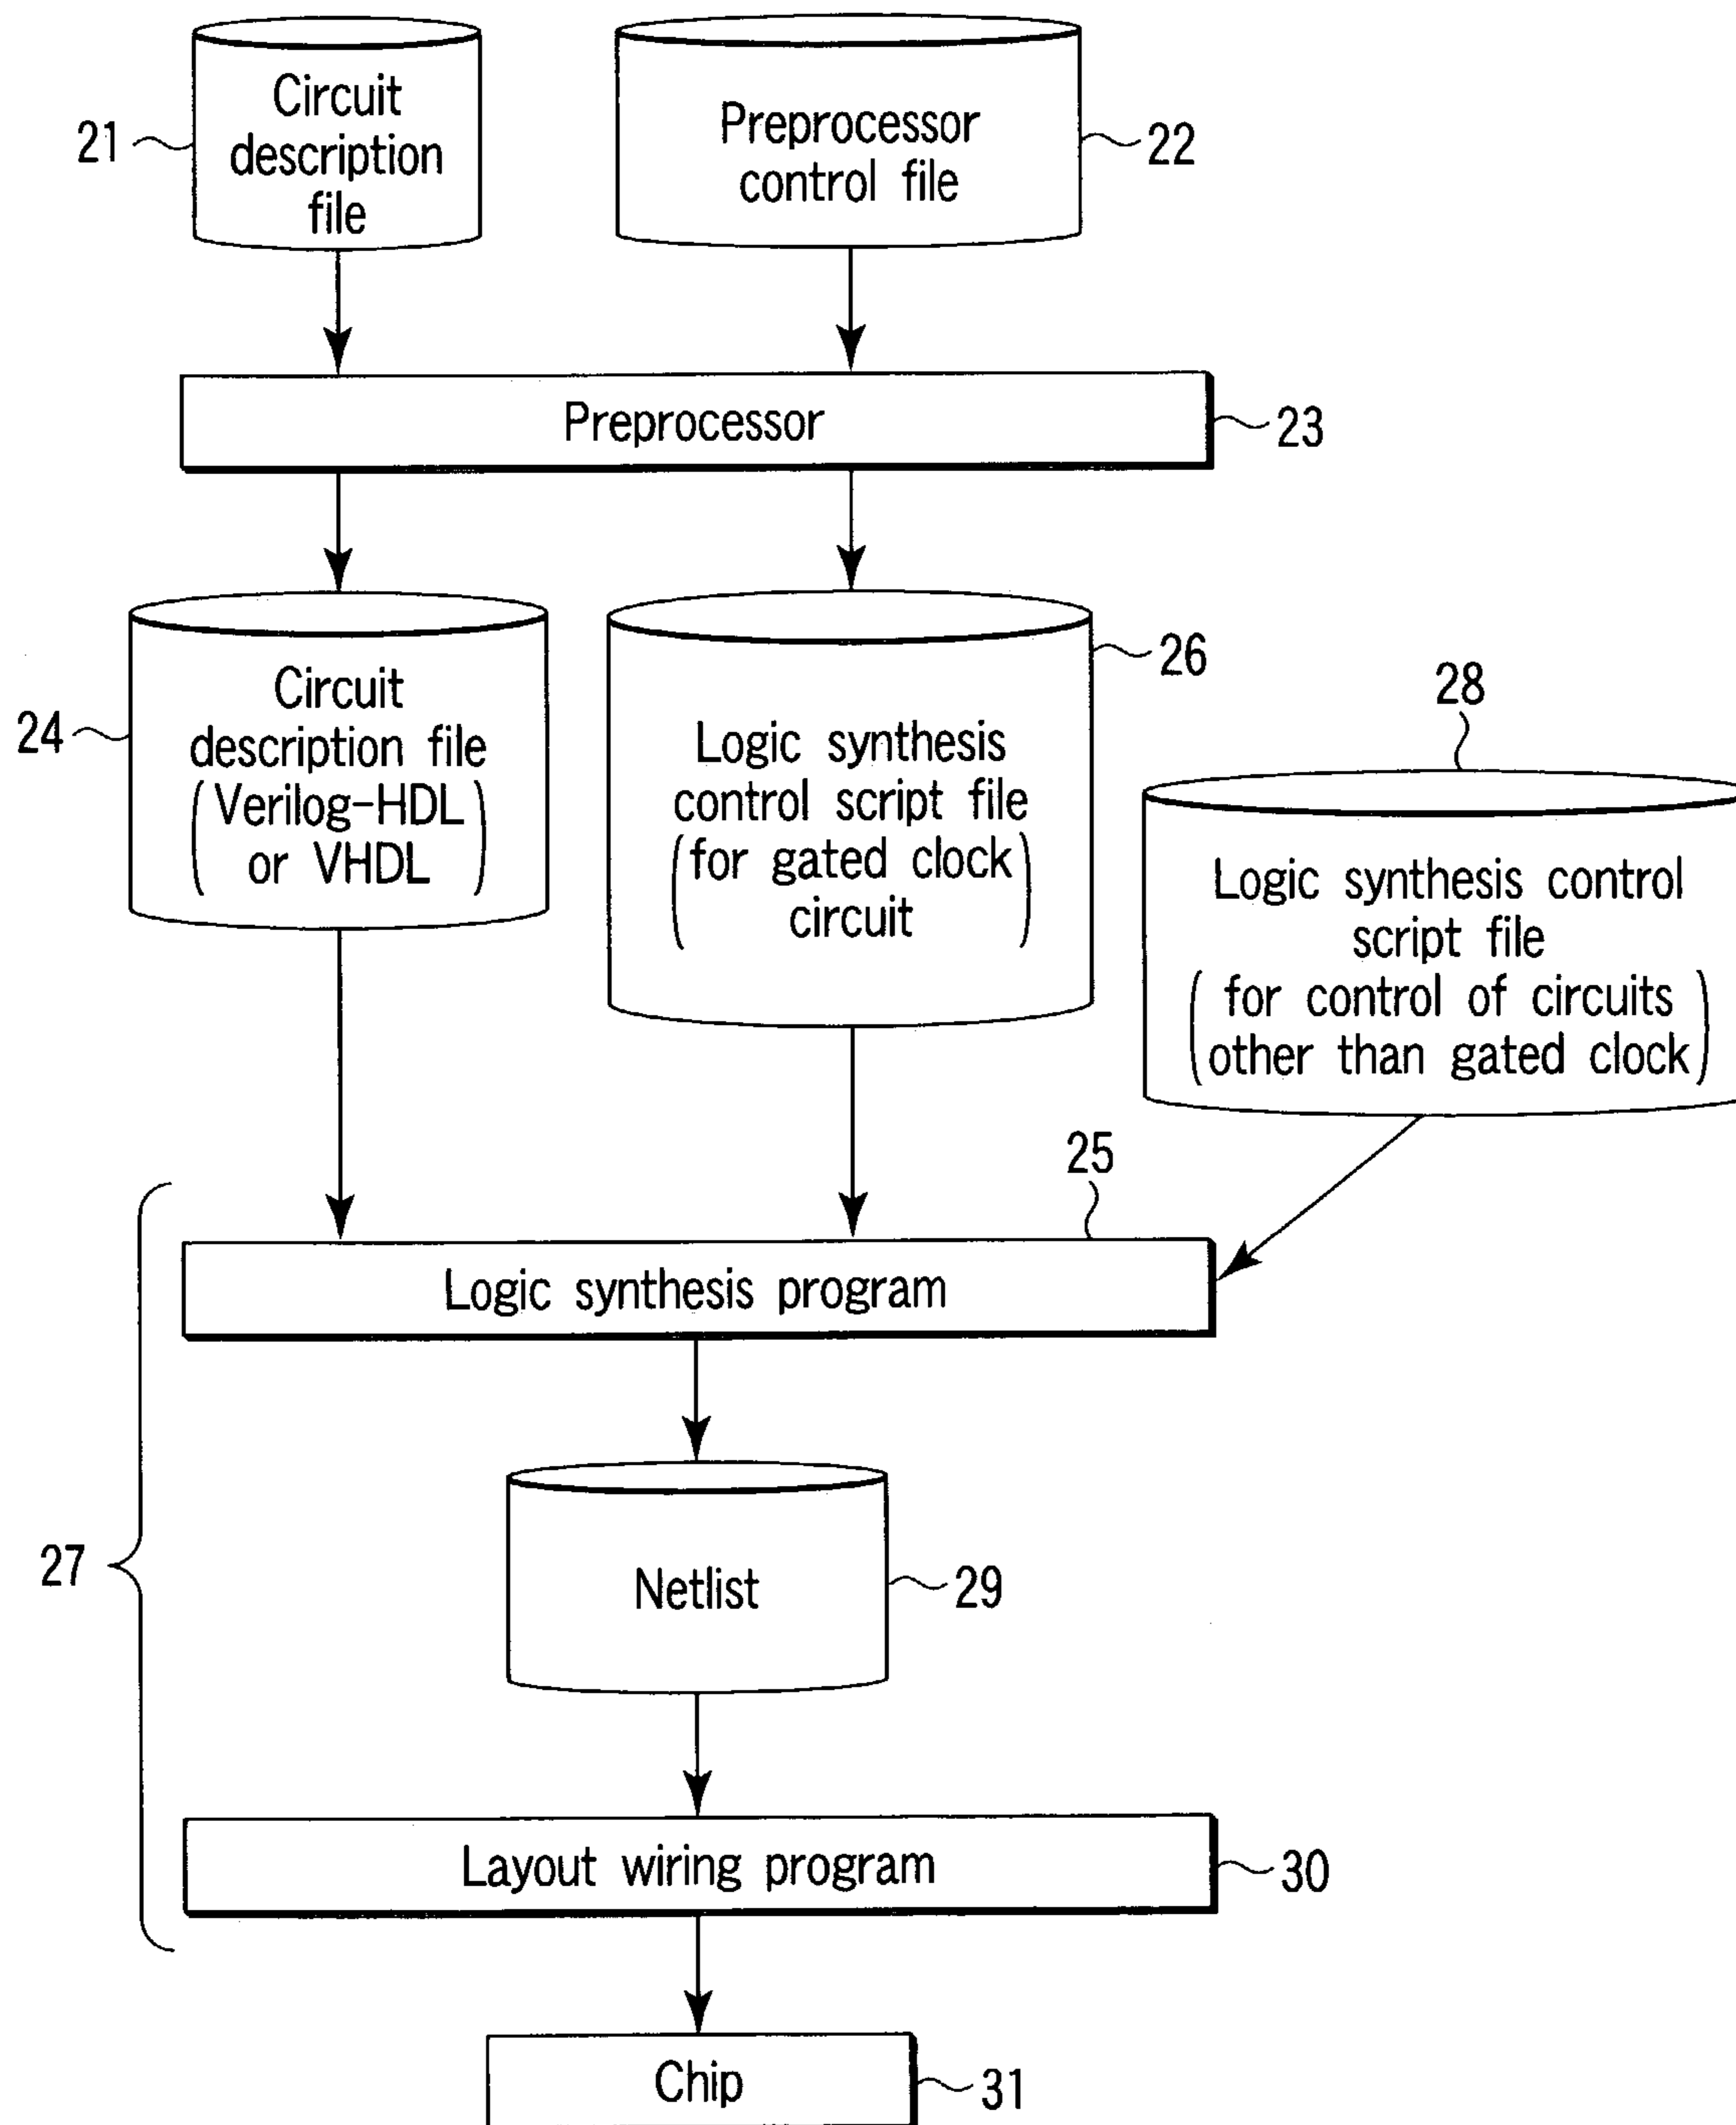 Circuit
description
file
21
Preprocessor
control file
22
Preprocessor
23
Circuit
description file
(Verilog-HDL
or VHDL)
24
Logic synthesis
control script file
(for gated clock
circuit)
26
28
Logic synthesis control
script file
(for control of circuits
other than gated clock)
25
Logic synthesis program
27
Netlist
29
Layout wiring program
30
Chip
31